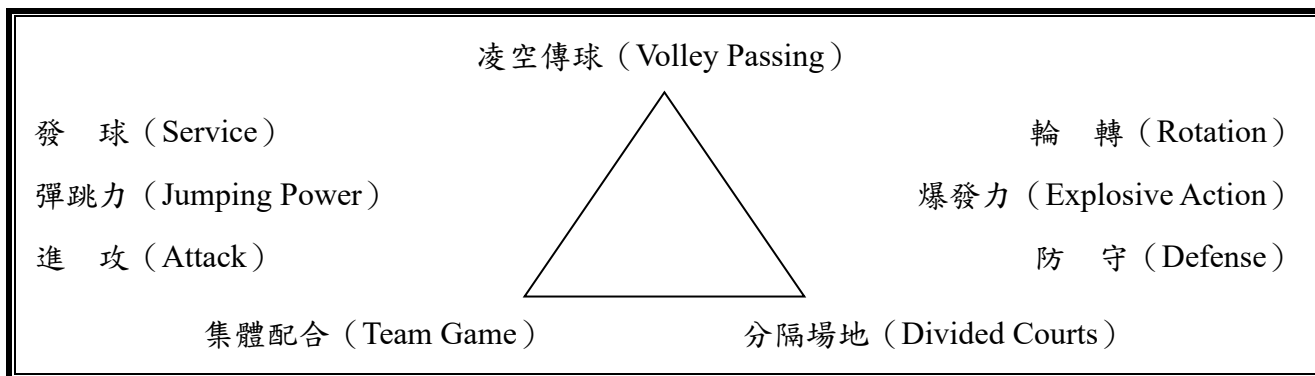 凌空傳球（Volley Passing）
發　球（Service）　輪　轉（Rotation）
彈跳力（Jumping Power）　爆發力（Explosive Action）
進　攻（Attack）　防　守（Defense）
集體配合（Team Game）　分隔場地（Divided Courts）